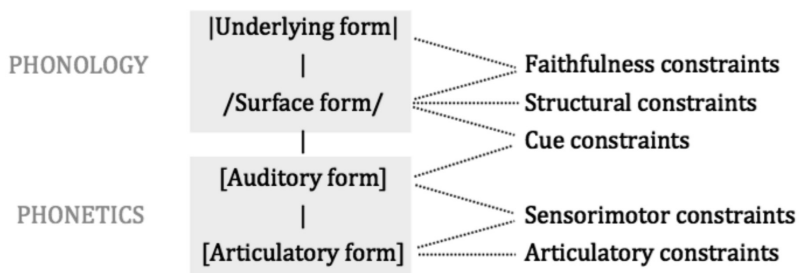 |Underlying form|
PHONOLOGY Faithfulness constraints
/Surface form/ Structural constraints
Cue constraints
[Auditory form]
PHONETICS Sensorimotor constraints
[Articulatory form] Articulatory constraints